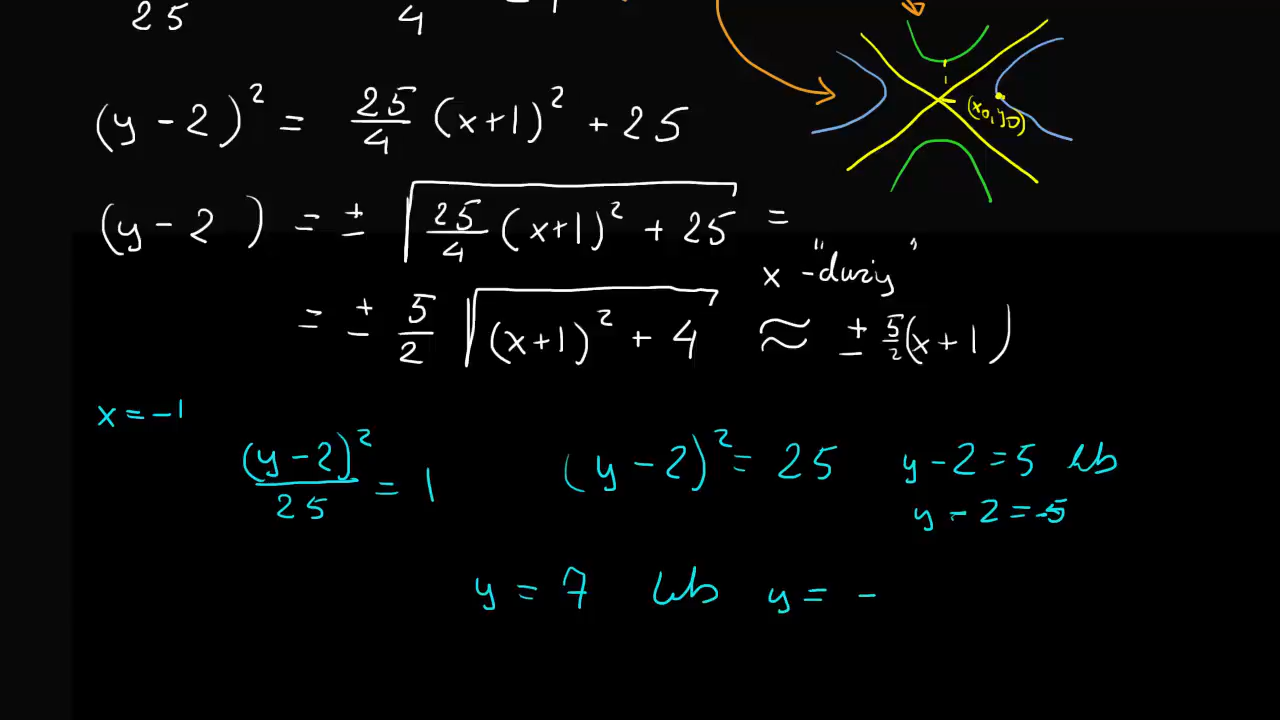 25 4
(y - 2)² = 25/4 (x+1)² + 25
(x₀, y₀)
(y - 2) = ± √(25/4 (x+1)² + 25) =
x - "duży"
= ± 5/2 √((x+1)² + 4) ≈ ± 5/2 (x + 1)
x = -1
(y-2)²/25 = 1 (y - 2)² = 25 y - 2 = 5 lub
y - 2 = -5
y = 7 lub y = -